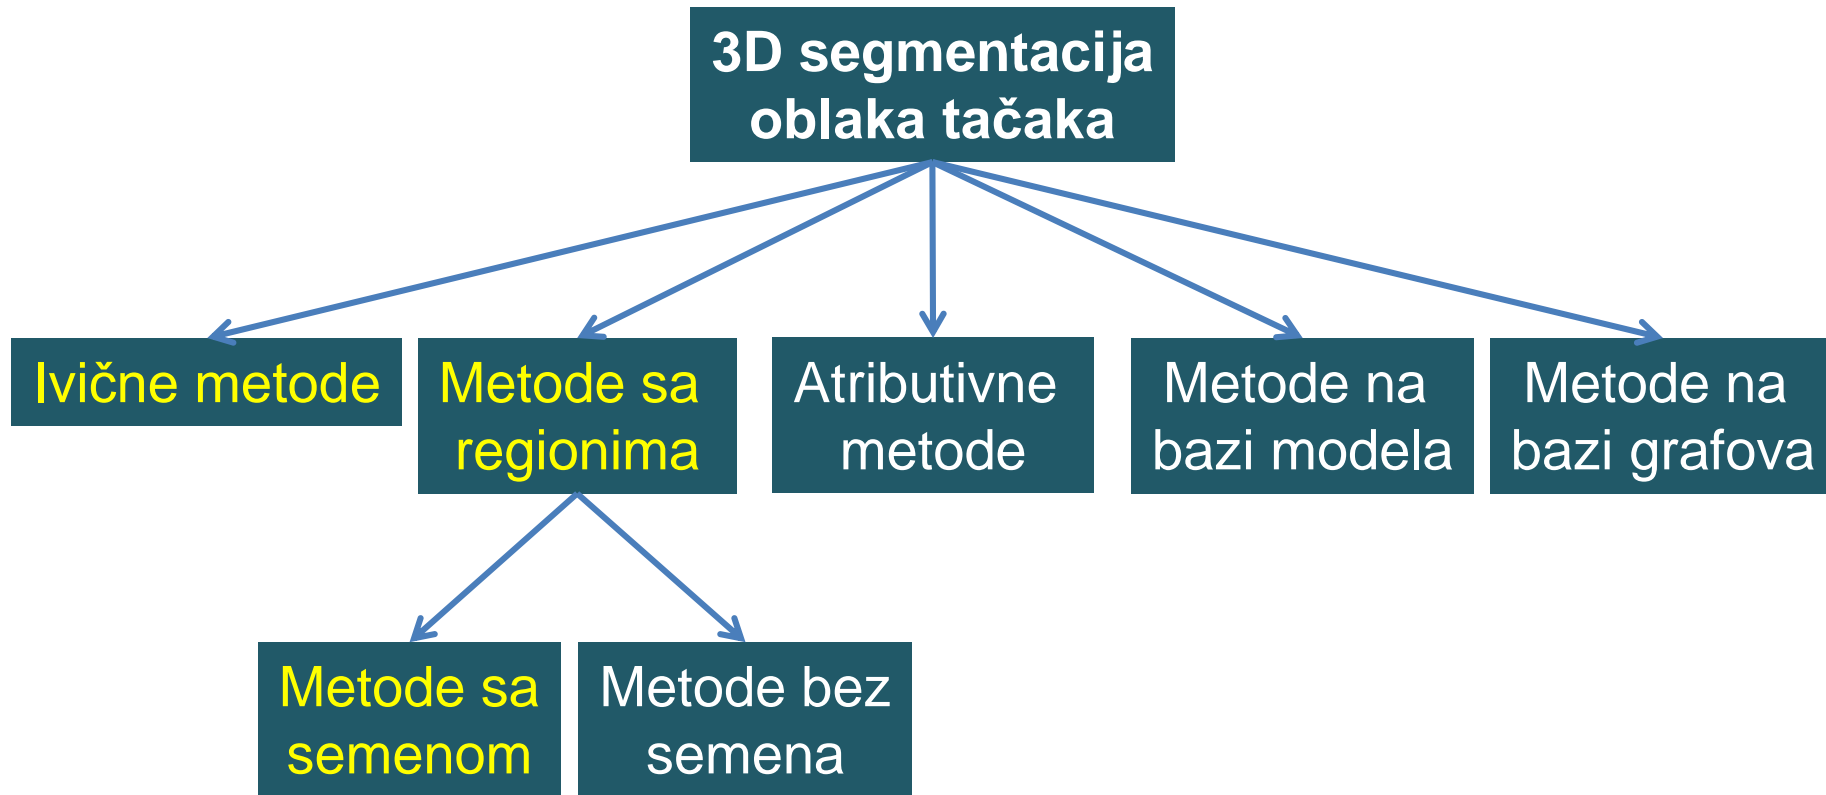 3D segmentacija
oblaka tačaka
Ivične metode
Metode sa
regionima
Atributivne
metode
Metode na
bazi modela
Metode na
bazi grafova
Metode sa
semenom
Metode bez
semena